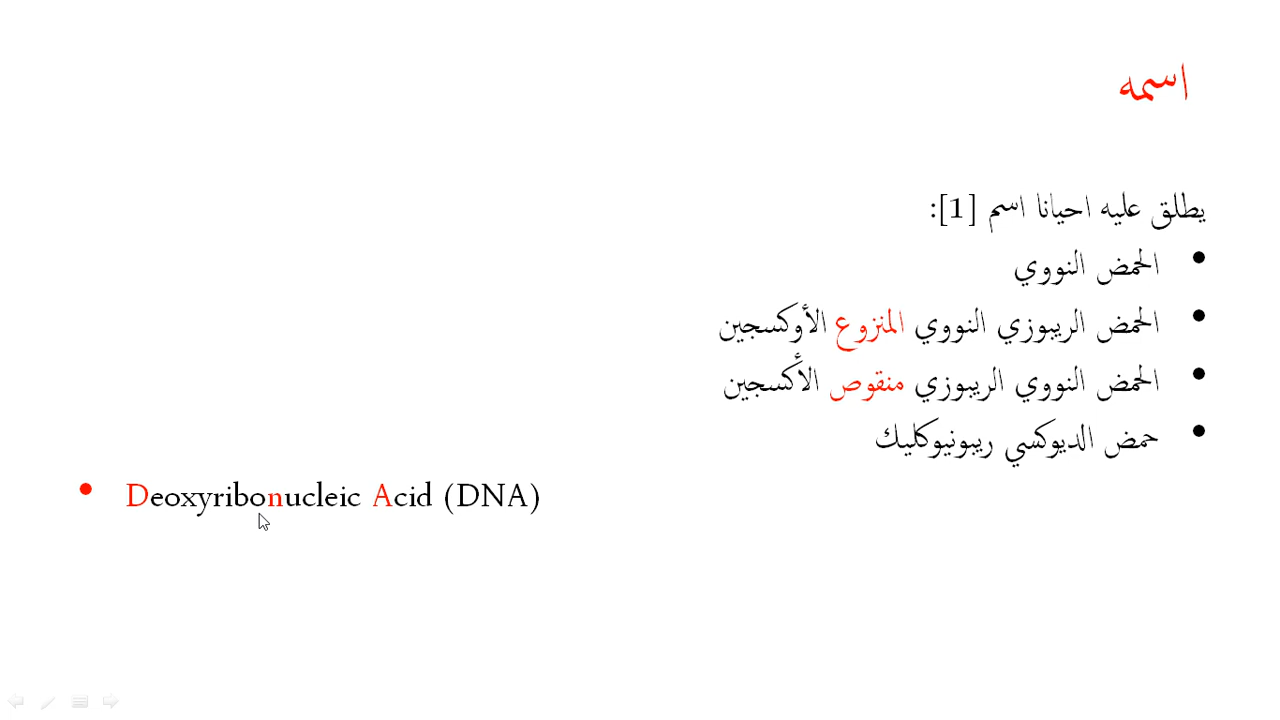 اسمه
يطلق عليه احيانا اسم [1]:
• الحمض النووي
• الحمض الريبوزي النووي المنزوع الأوكسجين
• الحمض النووي الريبوزي منقوص الأكسجين
• حمض الديوكسي ريبونيوكليك
• Deoxyribonucleic Acid (DNA)